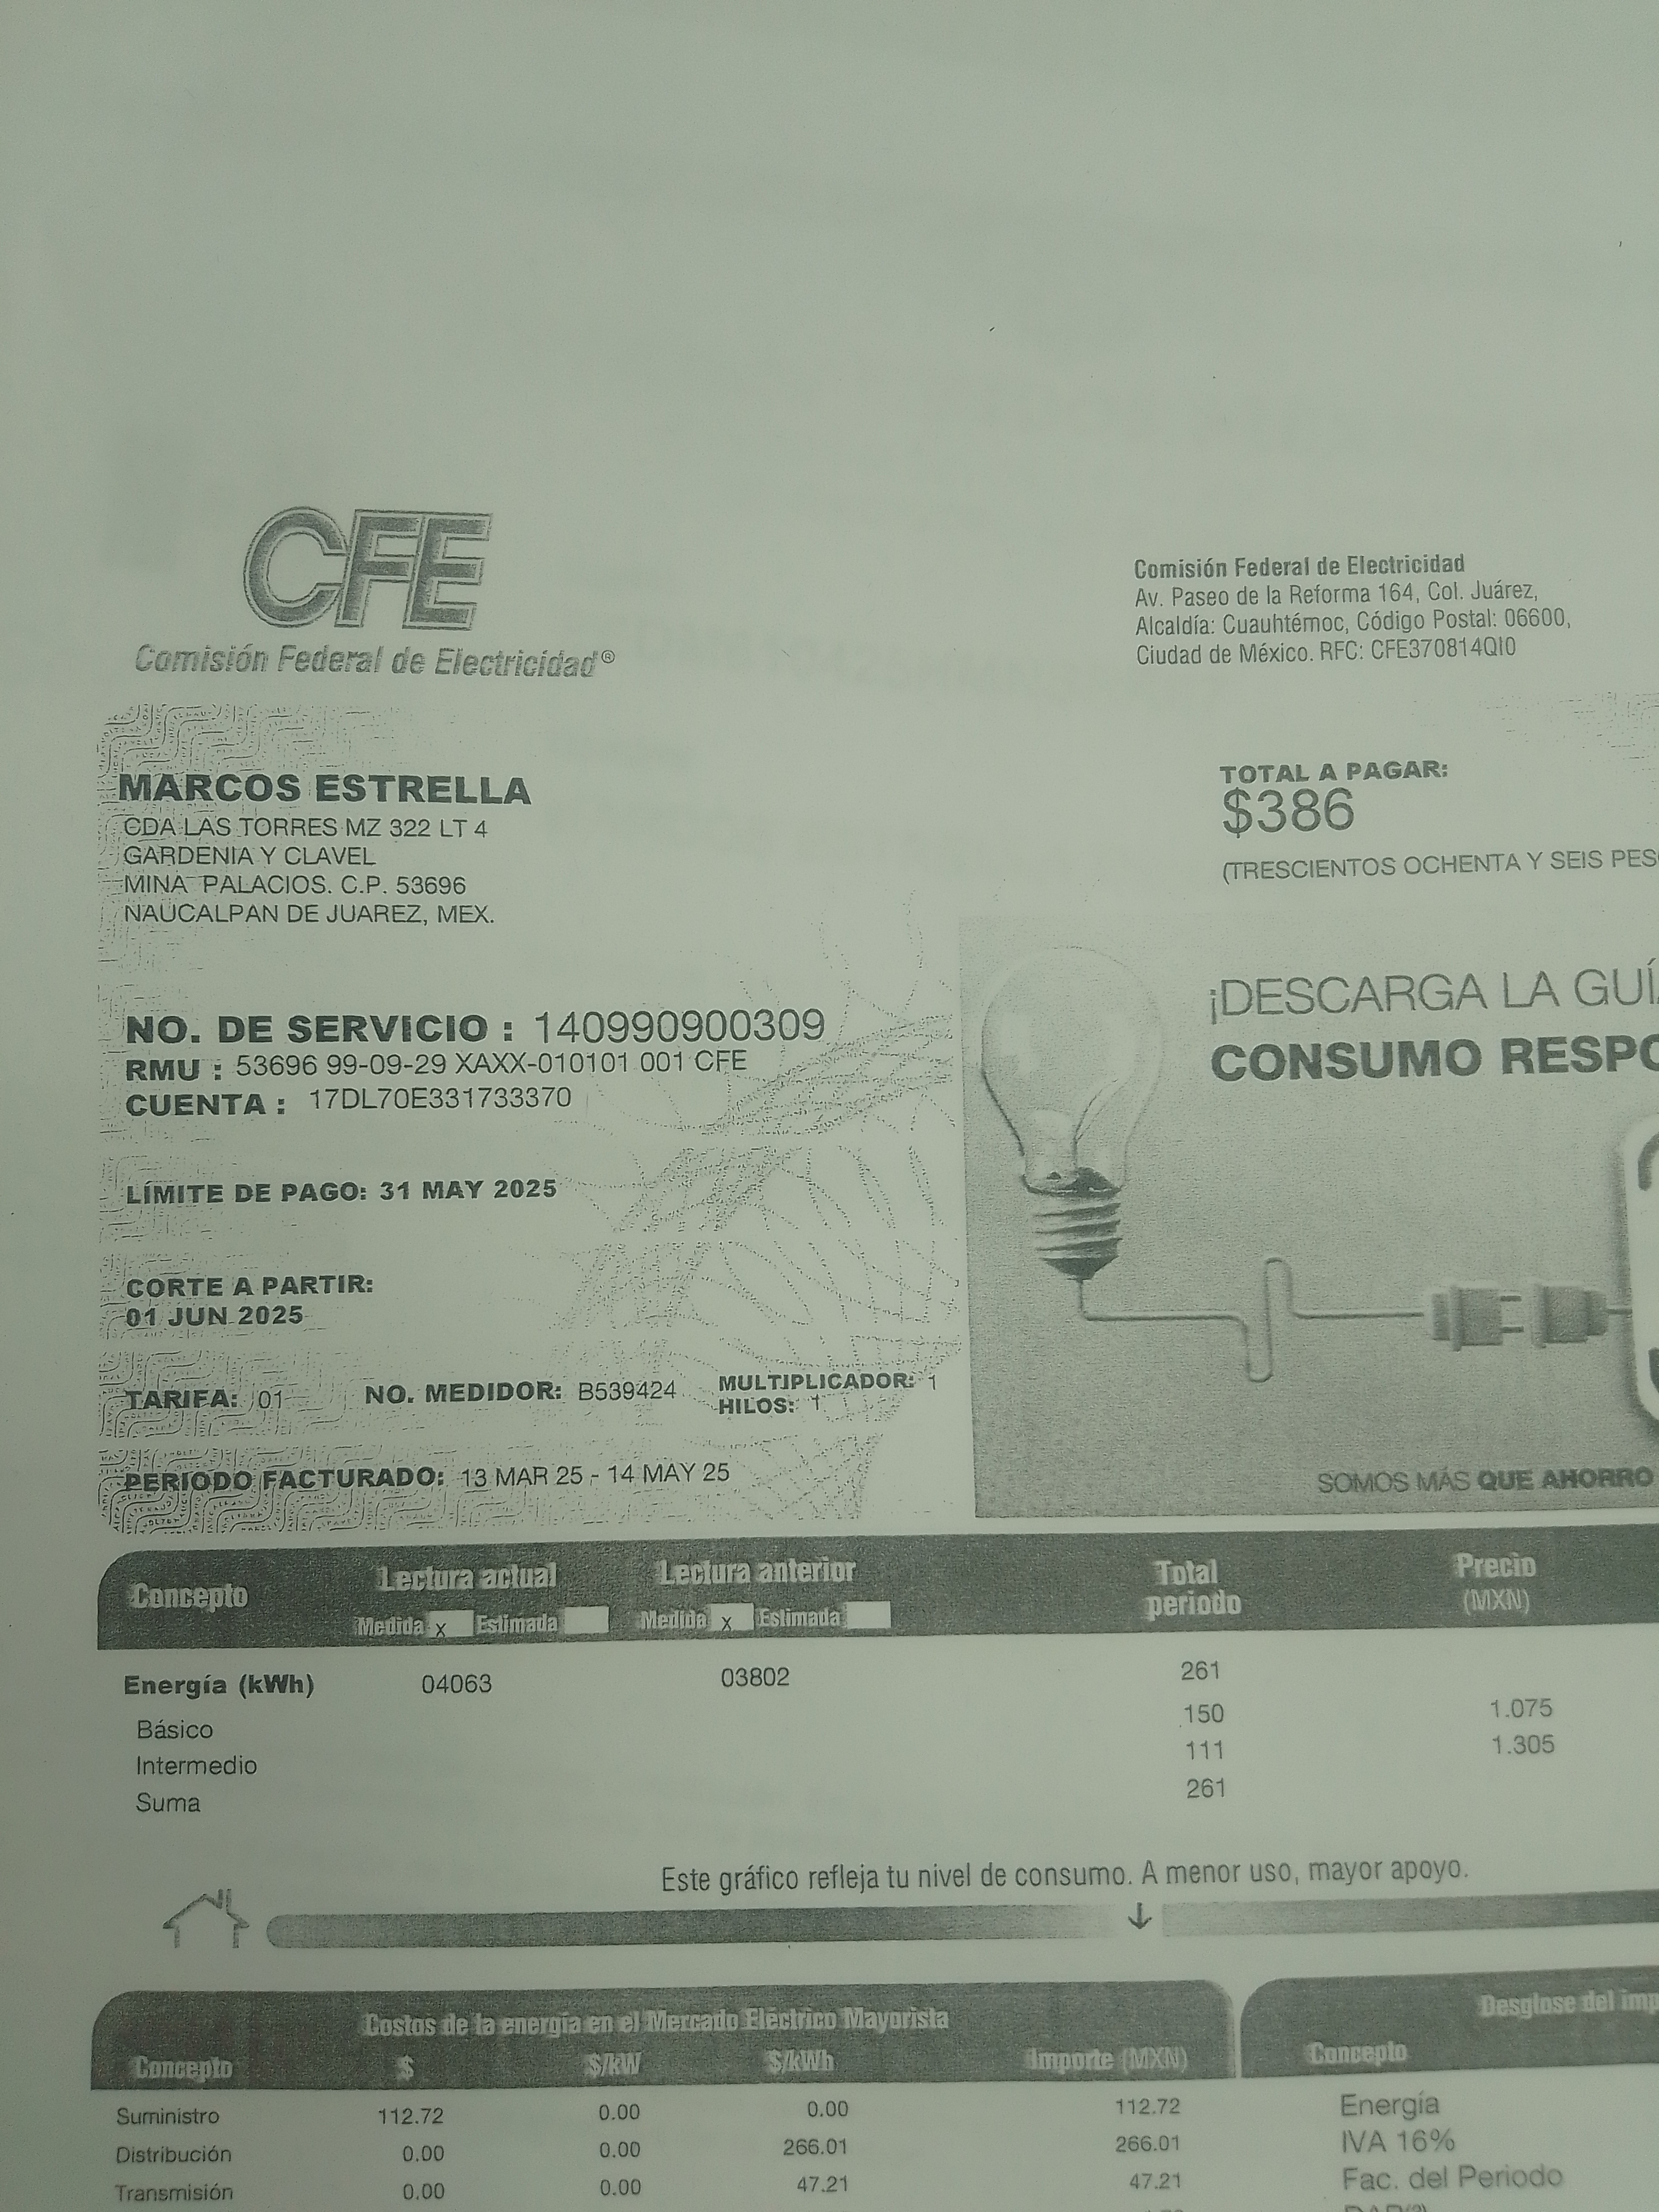 CFE
Comisión Federal de Electricidad®
Comisión Federal de Electricidad
Av. Paseo de la Reforma 164, Col. Juárez,
Alcaldía: Cuauhtémoc, Código Postal: 06600,
Ciudad de México. RFC: CFE370814QI0
MARCOS ESTRELLA
CDA LAS TORRES MZ 322 LT 4
GARDENIA Y CLAVEL
MINA PALACIOS. C.P. 53696
NAUCALPAN DE JUAREZ, MEX.
TOTAL A PAGAR:
$386
(TRESCIENTOS OCHENTA Y SEIS PES
NO. DE SERVICIO : 140990900309
RMU : 53696 99-09-29 XAXX-010101 001 CFE
CUENTA : 17DL70E331733370
LÍMITE DE PAGO: 31 MAY 2025
CORTE A PARTIR:
01 JUN 2025
TARIFA: 01 NO. MEDIDOR: B539424 MULTIPLICADOR: 1
HILOS: 1
PERIODO FACTURADO: 13 MAR 25 - 14 MAY 25
¡DESCARGA LA GUÍ
CONSUMO RESPO
SOMOS MÁS QUE AHORRO
Concepto Lectura actual Lectura anterior Total periodo Precio (MXN)
Medida x Estimada Medida x Estimada
Energía (kWh) 04063 03802 261
Básico 150 1.075
Intermedio 111 1.305
Suma 261
Este gráfico refleja tu nivel de consumo. A menor uso, mayor apoyo.
Costos de la energía en el Mercado Eléctrico Mayorista
Concepto $ $/kW $/kWh Importe (MXN)
Suministro 112.72 0.00 0.00 112.72
Distribución 0.00 0.00 266.01 266.01
Transmisión 0.00 0.00 47.21 47.21
Desglose del imp
Concepto
Energía
IVA 16%
Fac. del Periodo